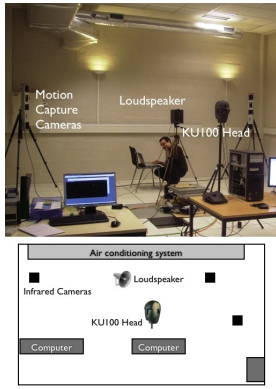 Motion
Capture
Cameras
Loudspeaker
KU100 Head
Air conditioning system
Loudspeaker
Infrared Cameras
KU100 Head
Computer
Computer